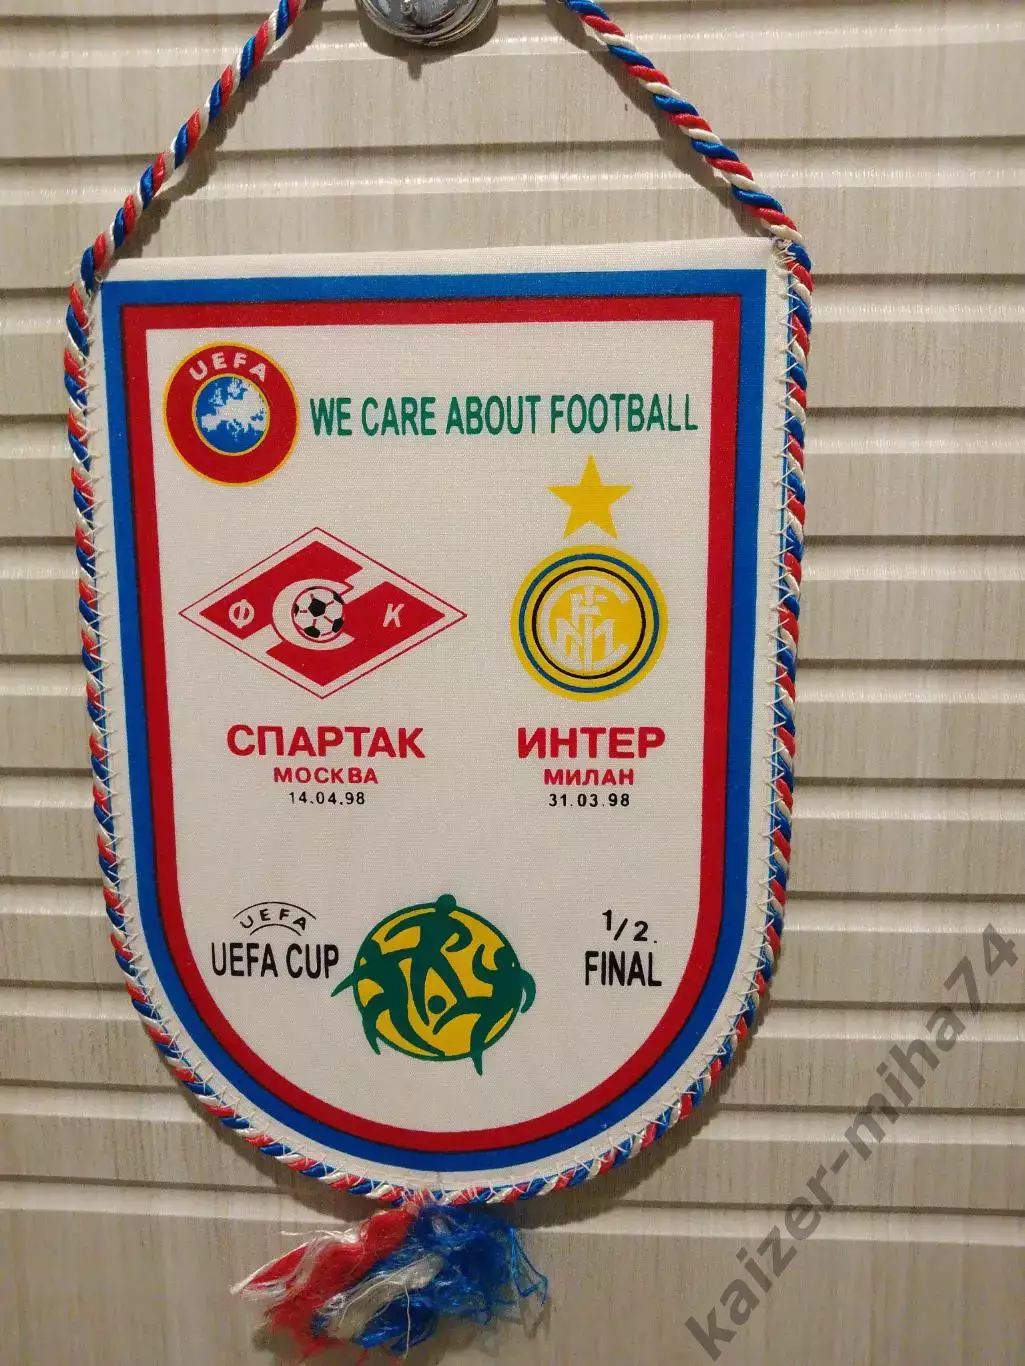 UEFA
WE CARE ABOUT FOOTBALL
Ф С К
СПАРТАК
МОСКВА
14.04.98
ИНТЕР
МИЛАН
31.03.98
UEFA
UEFA CUP
1/2.
FINAL
kaizer-miha74